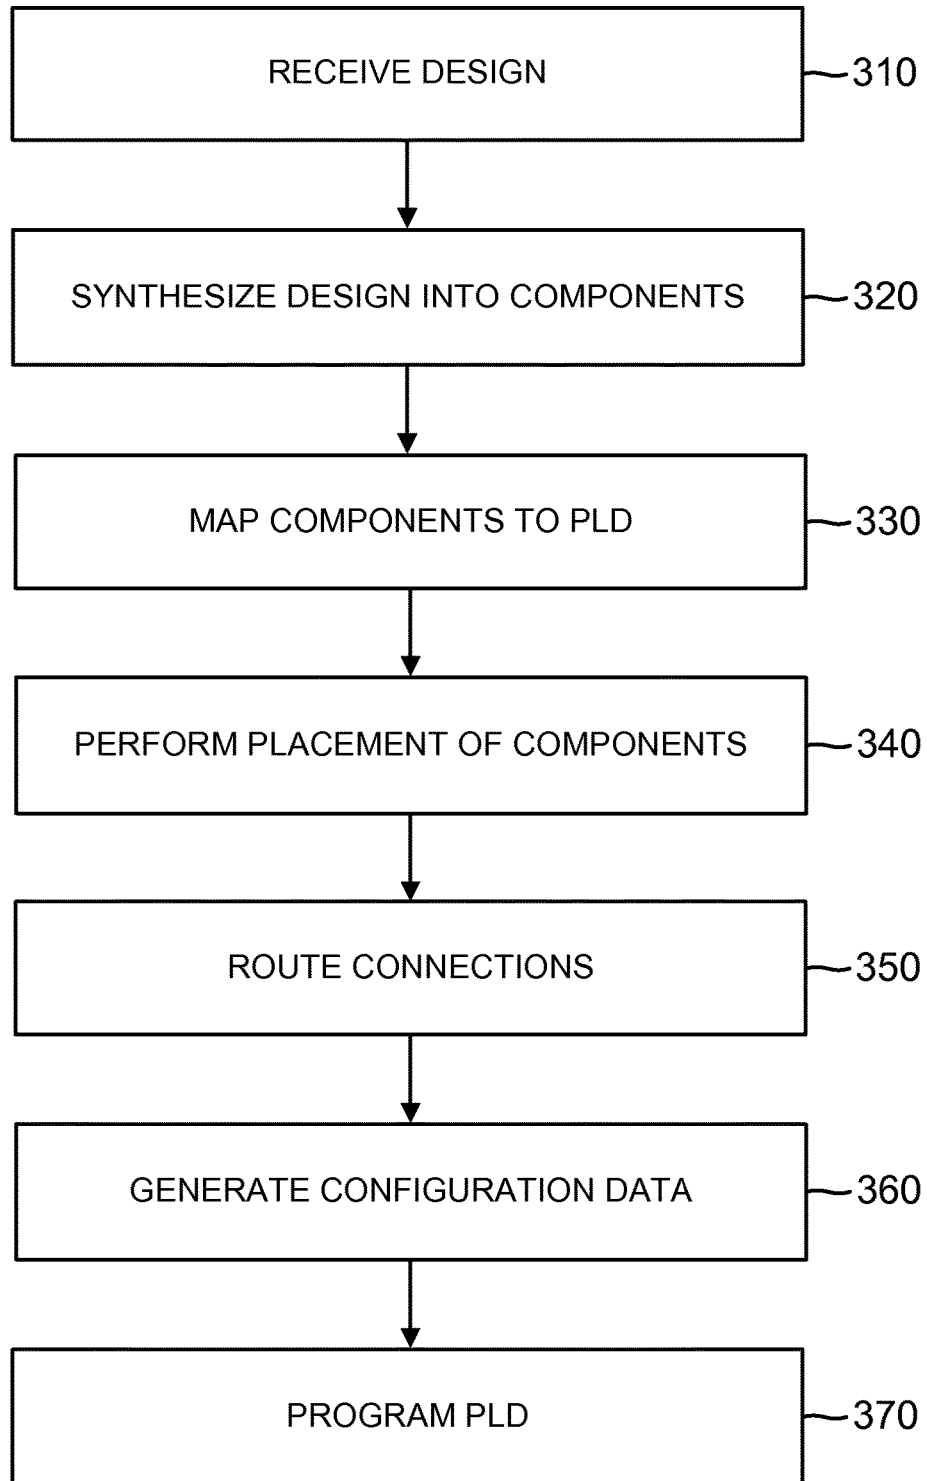 RECEIVE DESIGN
310
SYNTHESIZE DESIGN INTO COMPONENTS
320
MAP COMPONENTS TO PLD
330
PERFORM PLACEMENT OF COMPONENTS
340
ROUTE CONNECTIONS
350
GENERATE CONFIGURATION DATA
360
PROGRAM PLD
370